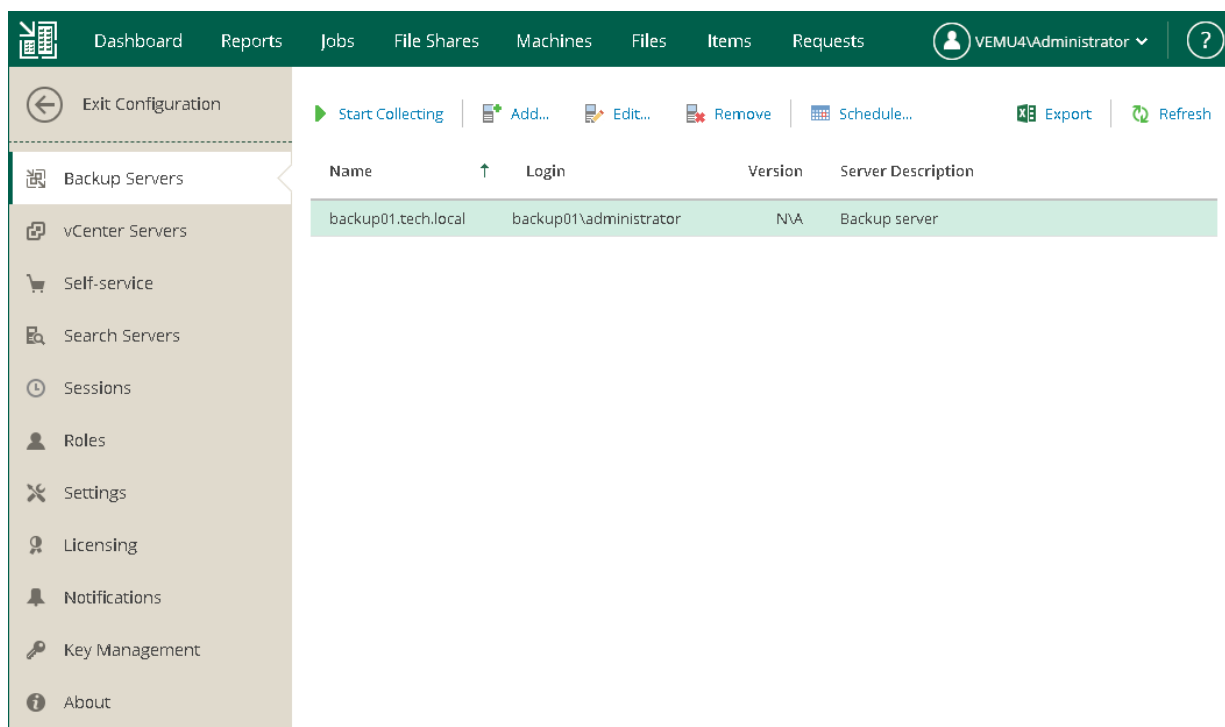 Dashboard Reports Jobs File Shares Machines Files Items Requests VEMU4\Administrator ?
Exit Configuration
Start Collecting Add... Edit... Remove Schedule... Export Refresh
Backup Servers
vCenter Servers
Self-service
Search Servers
Sessions
Roles
Settings
Licensing
Notifications
Key Management
About
Name ↑ Login Version Server Description
backup01.tech.local backup01\administrator N\A Backup server